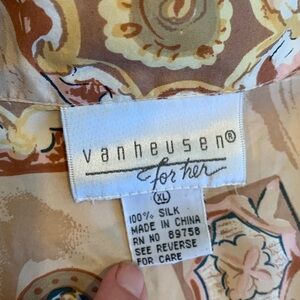 vanheusen®
for her
XL
100% SILK
MADE IN CHINA
RN NO 89758
SEE REVERSE
FOR CARE